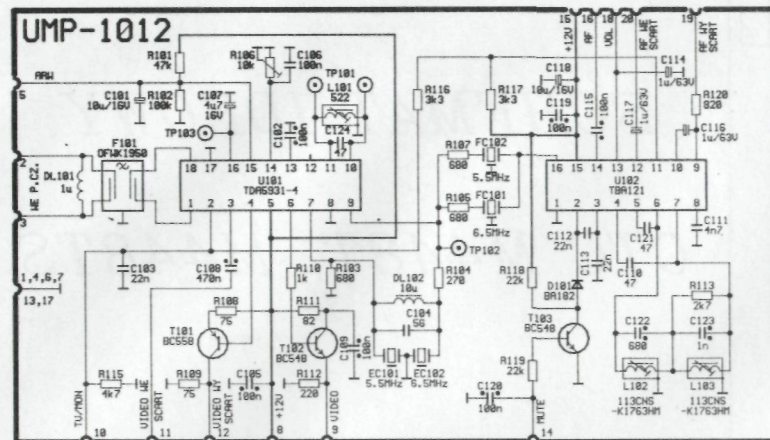 UMP-1012
15 16 18 20 19
+12V
AF
VOL
AF WE SCART
AF WY SCART
ARW
5
R101
47k
R106
10k
C106
100n
TP101
L101
522
C101
10u/16V
R102
100k
C107
4u7
16V
TP103
C102
100n
C124
47
R116
3k3
R117
3k3
C118
10u/16V
C119
100n
C115
100n
C117
1u/63V
C114
1u/63V
R120
820
C116
1u/63V
F101
OFWK1950
2
DL101
1u
WE P.CZ.
3
18 17 16 15 14 13 12 11 10
U101
TDA5931-4
1 2 3 4 5 6 7 8 9
R107
680
FC102
5.5MHz
R105
680
FC101
6.5MHz
16 15 14 13 12 11 10 9
U102
TBA121
1 2 3 4 5 6 7 8
C111
4n7
TP102
1,4,6,7
13,17
C103
22n
C108
470n
R110
1k
R103
680
DL102
10u
R104
270
C104
56
R118
22k
C112
22n
C113
22n
D101
BA182
C121
47
C110
47
R113
2k7
R108
75
R111
82
T101
BC558
T102
BC548
C109
100n
EC101
5.5MHz
EC102
6.5MHz
T103
BC548
C122
680
C123
1n
R115
4k7
R109
75
C105
100n
R112
220
R119
22k
C120
100n
L102
113CNS
-K1763HM
L103
113CNS
-K1763HM
TV/MON
VIDEO WE SCART
VIDEO WY SCART
+12V
VIDEO
MUTE
10 11 12 8 9 14